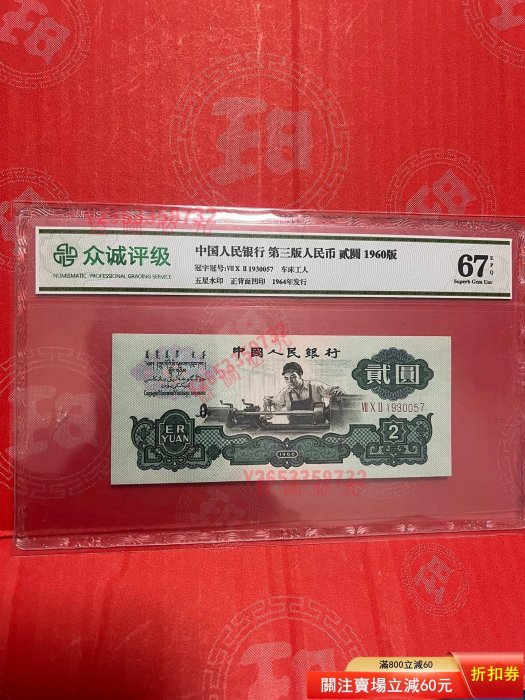 众诚评级
NUMISMATIC PROFESSIONAL GRADING SERVICE
中国人民银行 第三版人民币 贰圆 1960版
冠字冠号:VII X II 1930057 车床工人
五星水印 正背面凹印 1964年发行
67 EPQ
Superb Gem Unc
中國人民銀行
貳圓
VII X II 1930057
ER
YUAN
1960
2
Y3653359732
滿800立減60
關注賣場立減60元
折扣券